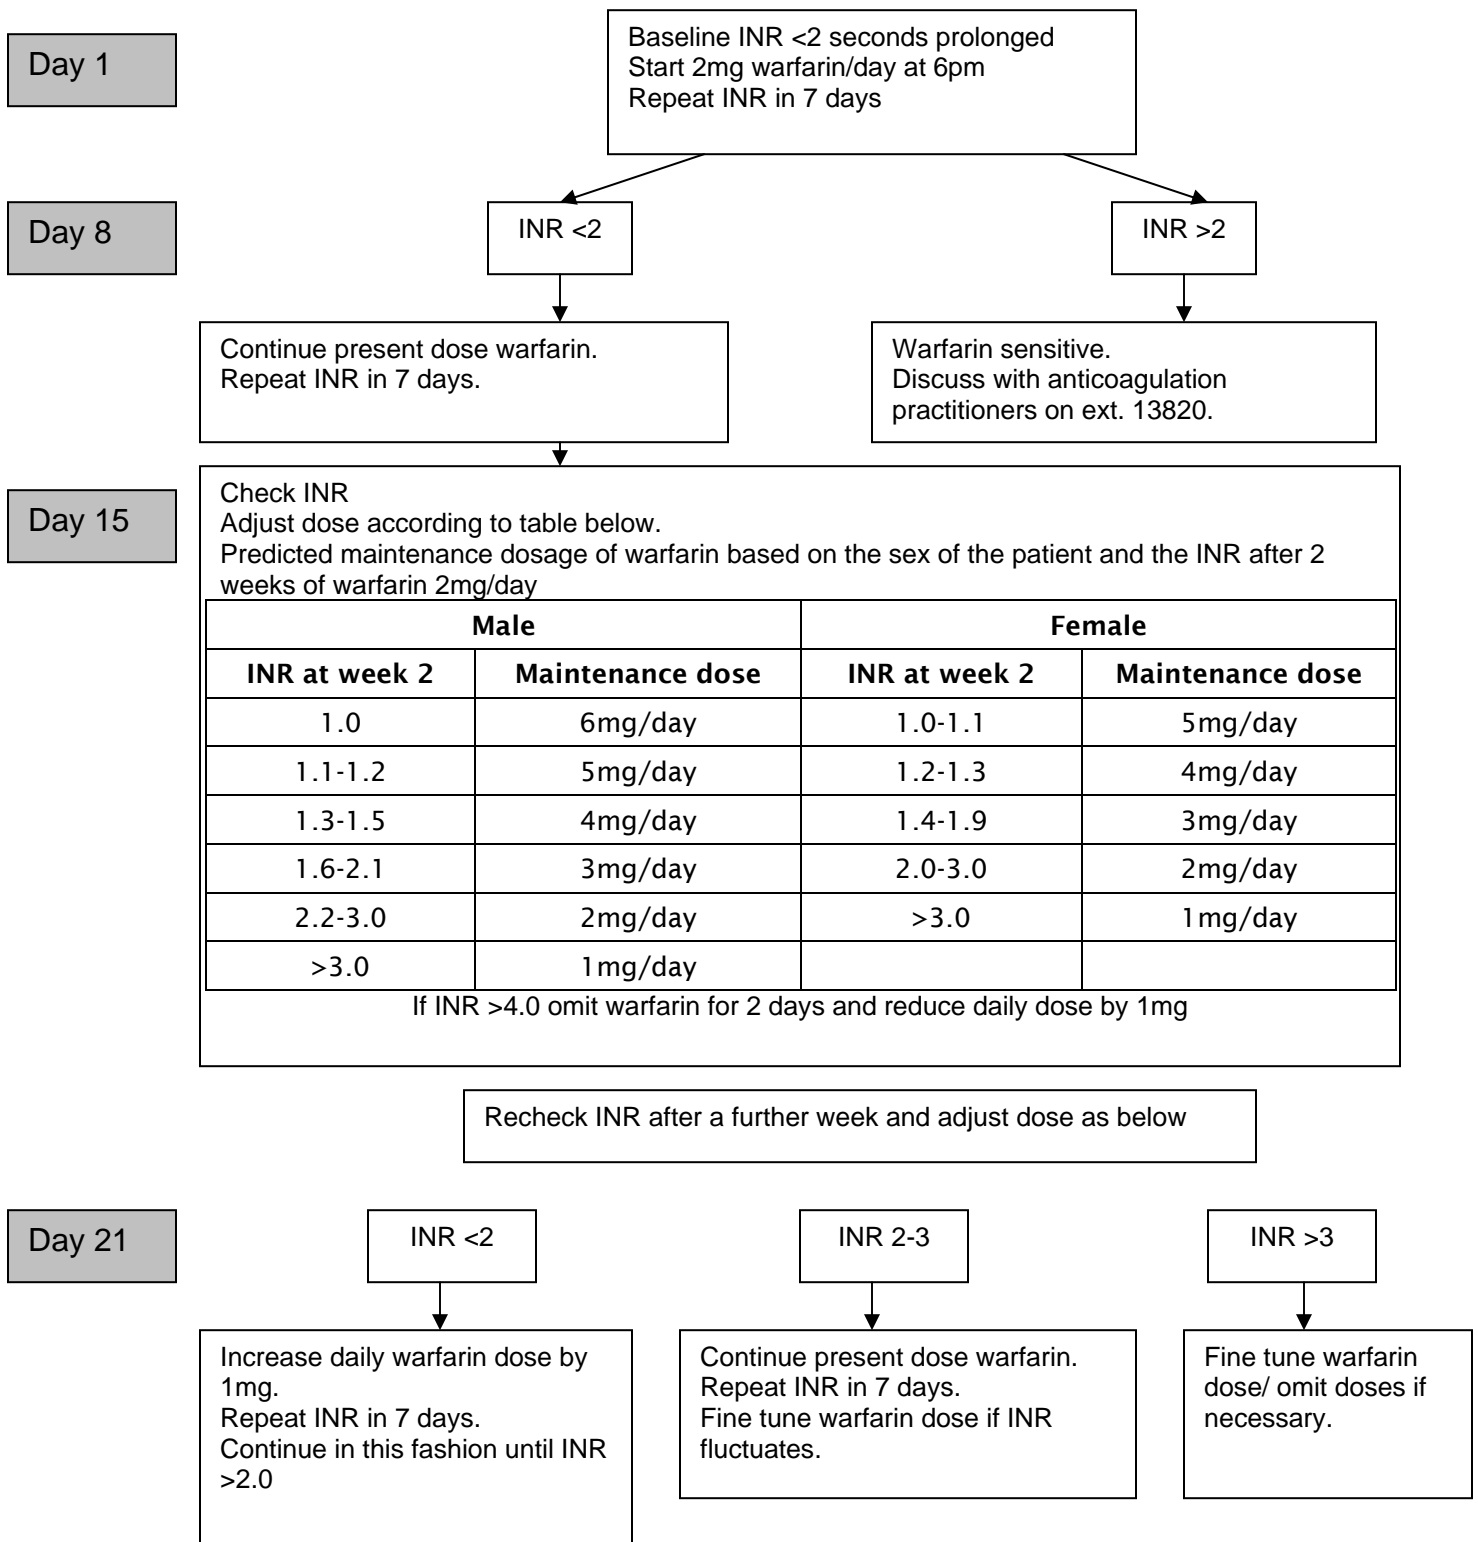 Day 1
Baseline INR <2 seconds prolonged
Start 2mg warfarin/day at 6pm
Repeat INR in 7 days
Day 8
INR <2
INR >2
Continue present dose warfarin.
Repeat INR in 7 days.
Warfarin sensitive.
Discuss with anticoagulation
practitioners on ext. 13820.
Day 15
Check INR
Adjust dose according to table below.
Predicted maintenance dosage of warfarin based on the sex of the patient and the INR after 2
weeks of warfarin 2mg/day
Male Female
INR at week 2 Maintenance dose INR at week 2 Maintenance dose
1.0 6mg/day 1.0-1.1 5mg/day
1.1-1.2 5mg/day 1.2-1.3 4mg/day
1.3-1.5 4mg/day 1.4-1.9 3mg/day
1.6-2.1 3mg/day 2.0-3.0 2mg/day
2.2-3.0 2mg/day >3.0 1mg/day
>3.0 1mg/day
If INR >4.0 omit warfarin for 2 days and reduce daily dose by 1mg
Recheck INR after a further week and adjust dose as below
Day 21
INR <2
INR 2-3
INR >3
Increase daily warfarin dose by
1mg.
Repeat INR in 7 days.
Continue in this fashion until INR
>2.0
Continue present dose warfarin.
Repeat INR in 7 days.
Fine tune warfarin dose if INR
fluctuates.
Fine tune warfarin
dose/ omit doses if
necessary.